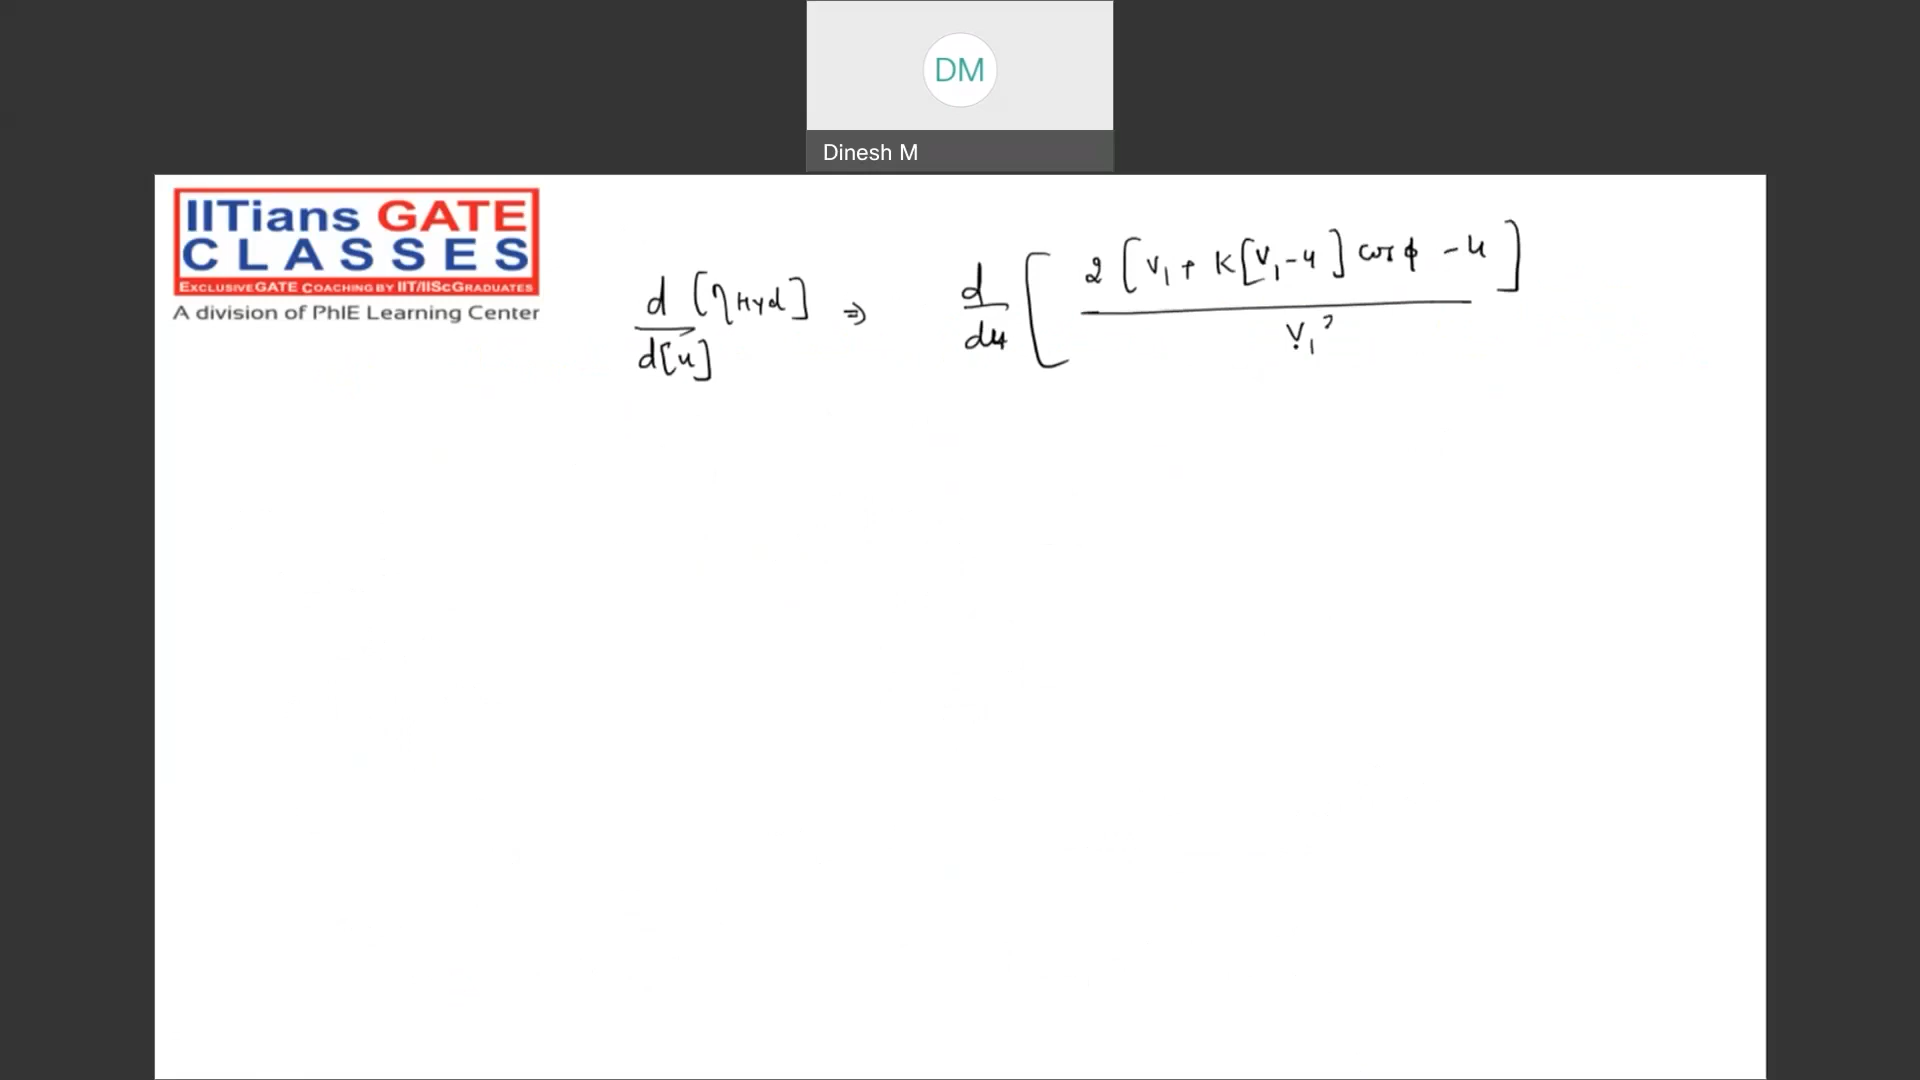 DM
Dinesh M
IITians GATE
CLASSES
EXCLUSIVE GATE COACHING BY IIT/IISc GRADUATES
A division of PhIE Learning Center
d [ηHyd] / d[u] ⇒ d/du [ 2 [V₁ + K[V₁-u] cos ϕ - u] / V₁²